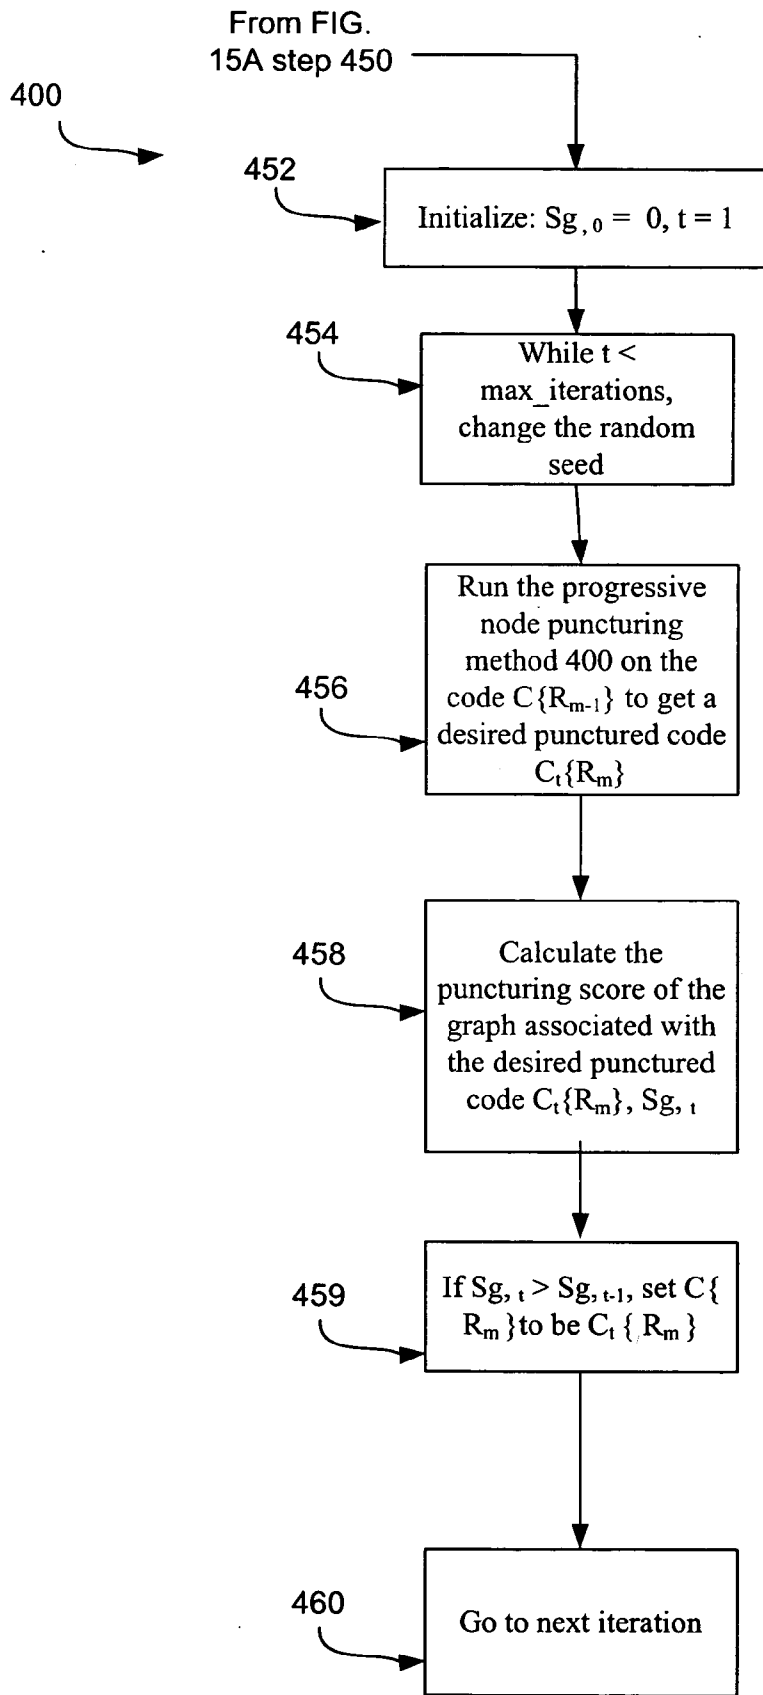 From FIG.
15A step 450
400
452
Initialize: Sg,0 = 0, t = 1
454
While t <
max_iterations,
change the random
seed
Run the progressive
node puncturing
method 400 on the
code C{Rm-1} to get a
desired punctured code
Ct{Rm}
456
Calculate the
puncturing score of the
graph associated with
the desired punctured
code Ct{Rm}, Sg, t
458
If Sg, t > Sg, t-1, set C{
Rm }to be Ct { Rm }
459
460
Go to next iteration